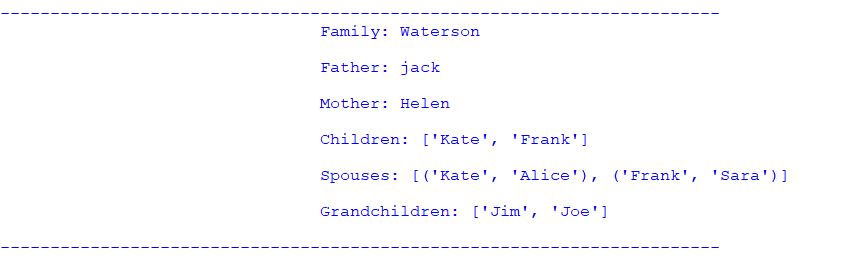 ------------------------------------------------------------------------
Family: Waterson
Father: jack
Mother: Helen
Children: ['Kate', 'Frank']
Spouses: [('Kate', 'Alice'), ('Frank', 'Sara')]
Grandchildren: ['Jim', 'Joe']
------------------------------------------------------------------------